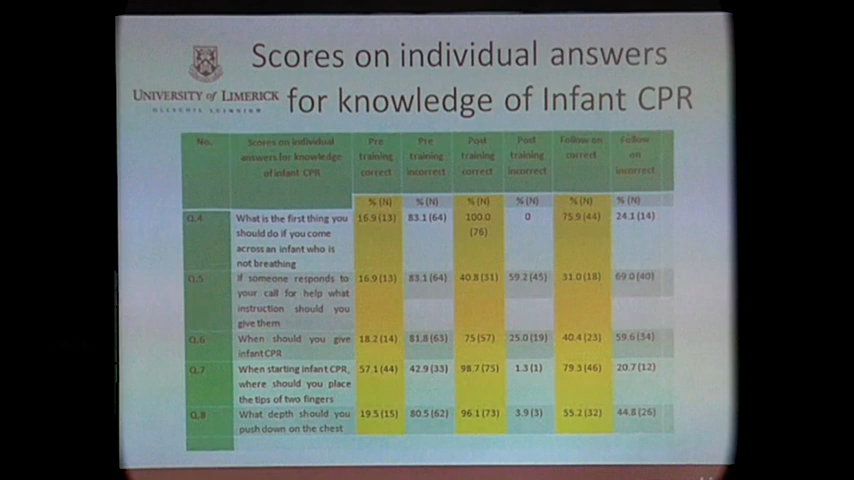 Scores on individual answers
for knowledge of Infant CPR
UNIVERSITY of LIMERICK
OLLSCOIL LUIMNIGH
No. Scores on individual answers for knowledge of infant CPR Pre training correct Pre training incorrect Post training correct Post training incorrect Follow on correct Follow on incorrect
% (N) % (N) % (N) % (N) % (N) % (N)
Q.4 What is the first thing you should do if you come across an infant who is not breathing 16.9 (13) 83.1 (64) 100.0 (76) 0 75.9 (44) 24.1 (14)
Q.5 If someone responds to your call for help what instruction should you give them 16.9 (13) 83.1 (64) 40.8 (31) 59.2 (45) 31.0 (18) 69.0 (40)
Q.6 When should you give infant CPR 18.2 (14) 81.8 (63) 75 (57) 25.0 (19) 40.4 (23) 59.6 (34)
Q.7 When starting infant CPR, where should you place the tips of two fingers 57.1 (44) 42.9 (33) 98.7 (75) 1.3 (1) 79.3 (46) 20.7 (12)
Q.8 What depth should you push down on the chest 19.5 (15) 80.5 (62) 96.1 (73) 3.9 (3) 55.2 (32) 44.8 (26)